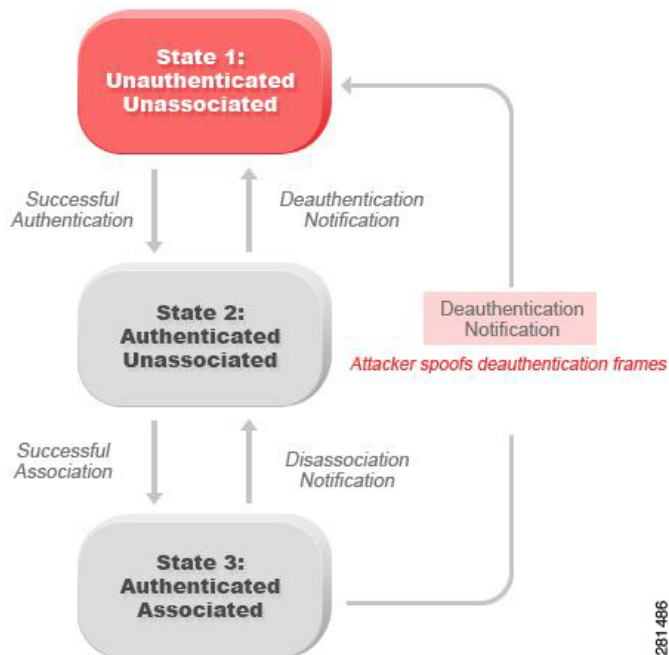 State 1:
Unauthenticated
Unassociated
Successful
Authentication
Deauthentication
Notification
State 2:
Authenticated
Unassociated
Deauthentication
Notification
Attacker spoofs deauthentication frames
Successful
Association
Disassociation
Notification
State 3:
Authenticated
Associated
281486